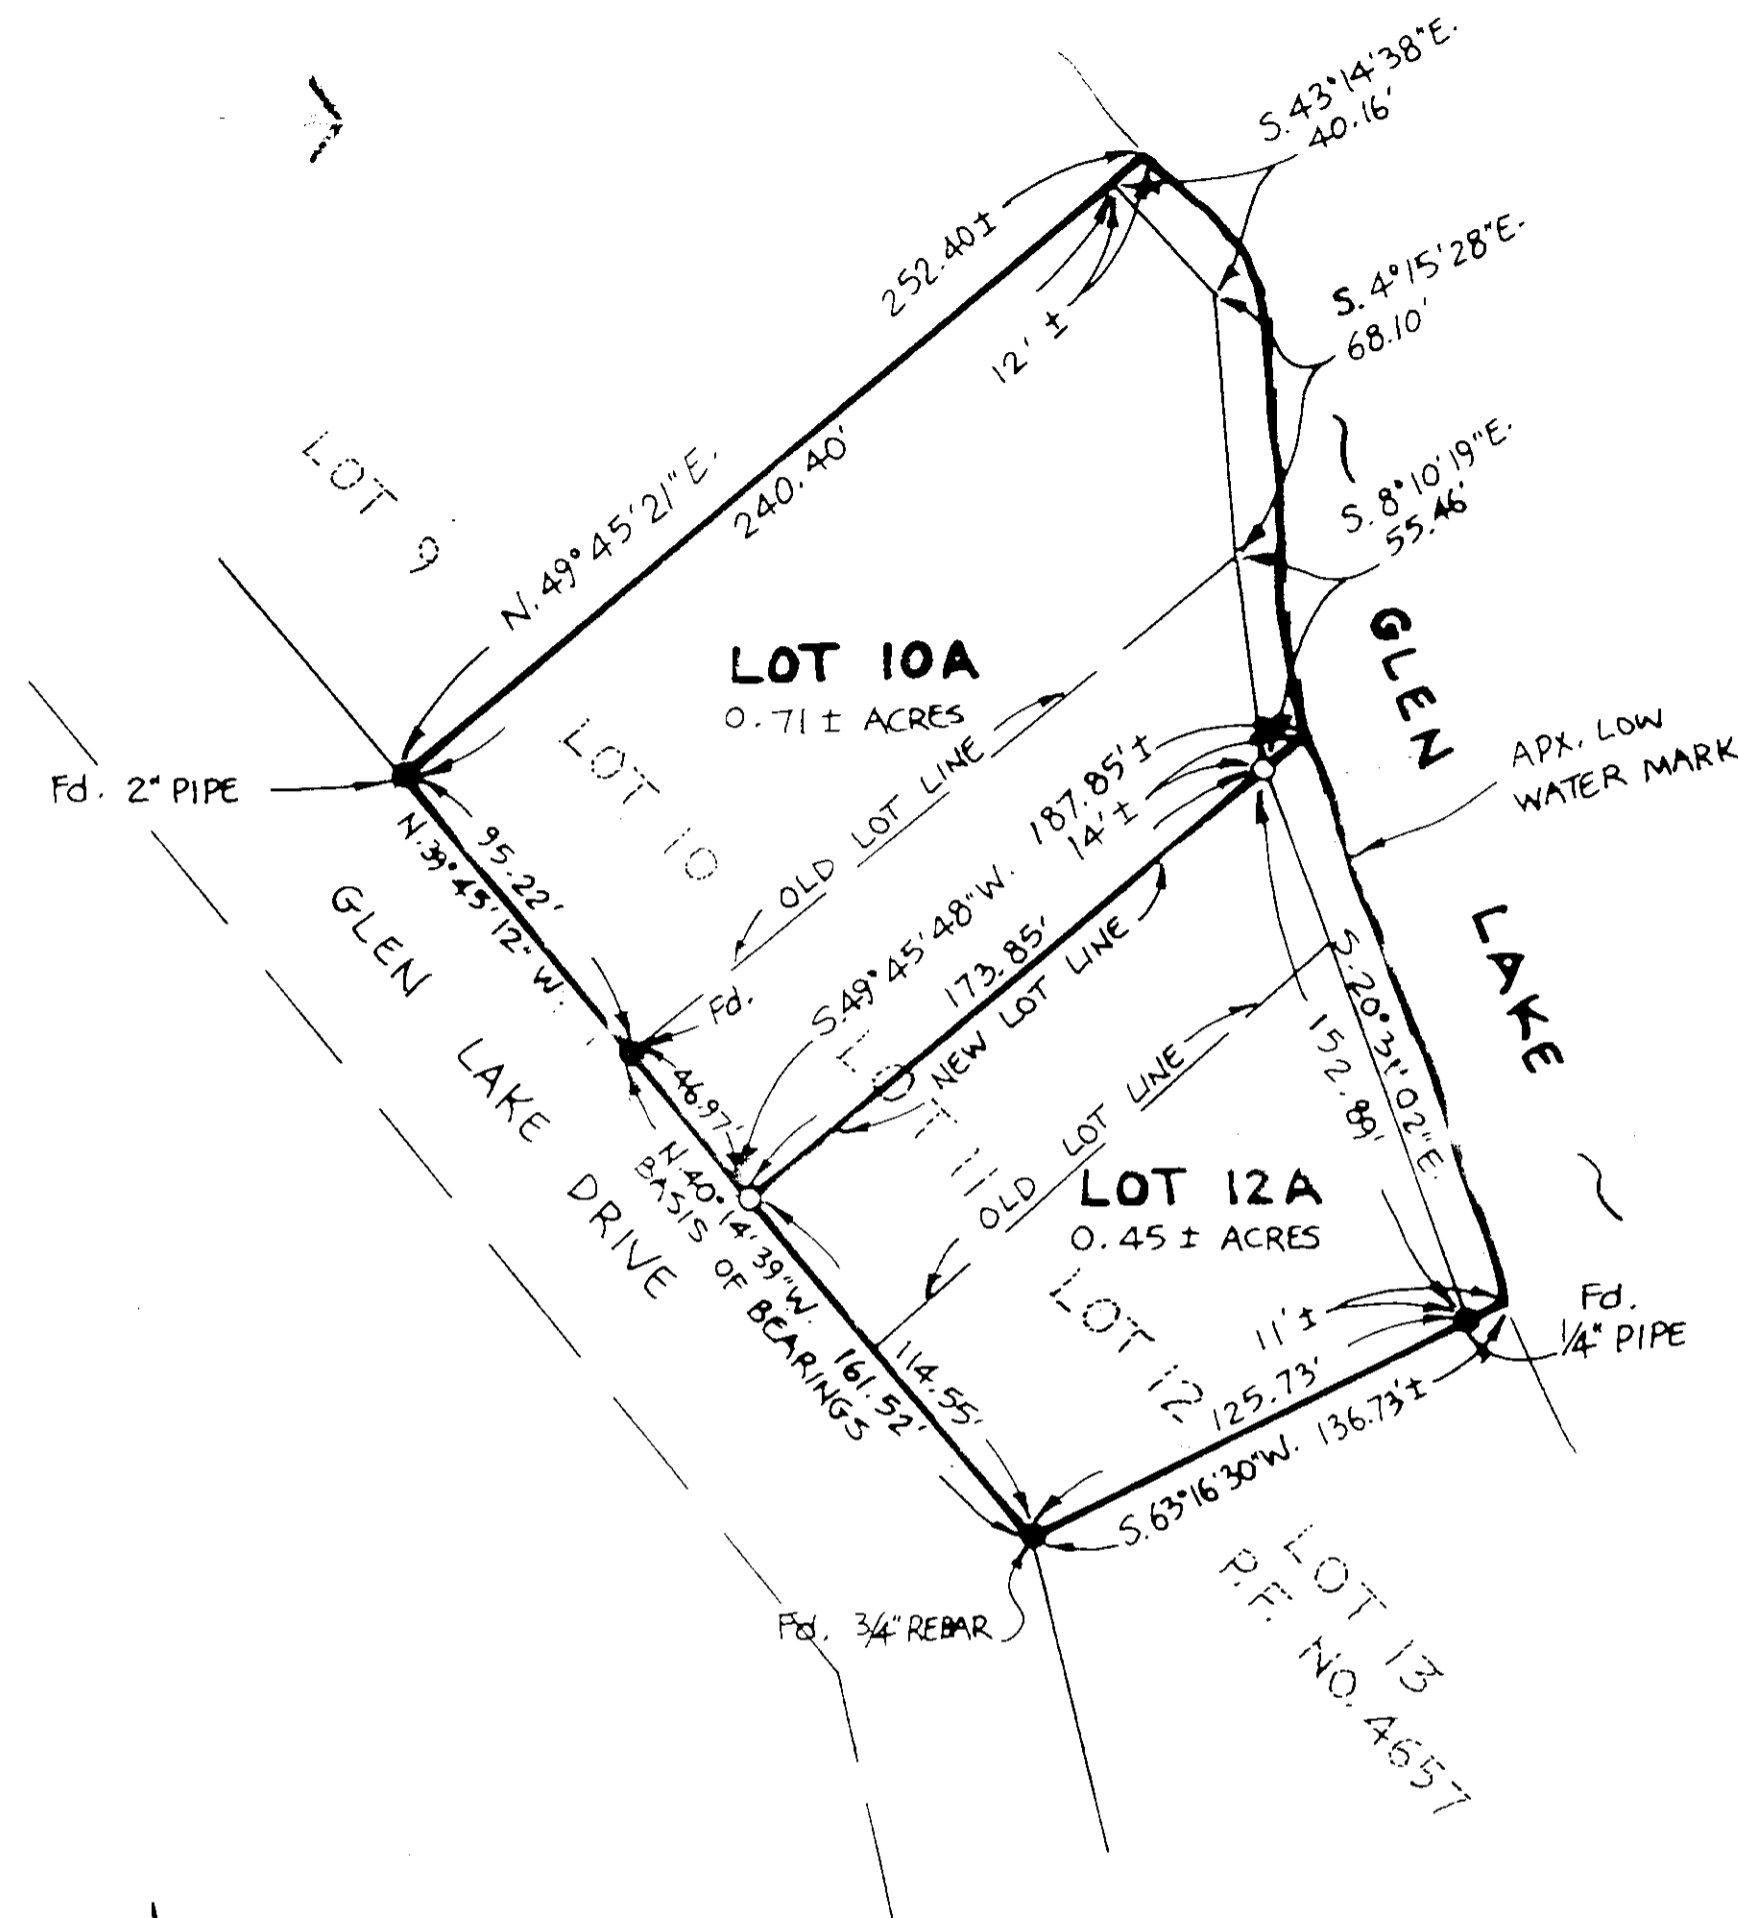 S. 43°14'38"E.
40.16'
S. 4°15'28"E.
68.10'
252.40±
12' ±
S. 8°10'19"E.
55.46'
LOT 9
N. 49°45'21"E.
240.40'
LOT 10A
0.71± ACRES
GLEN LAKE
APX. LOW
WATER MARK
Fd. 2" PIPE
LOT 10
OLD LOT LINE
187.85'±
14'±
95.22'
N.39°45'12"W.
GLEN LAKE DRIVE
Fd.
S.49°45'48"W.
173.85'
NEW LOT LINE
LOT 11
46.97'
N.40°14'39"W. 161.52'
BASIS OF BEARINGS
S.20°31'02"E.
152.89'
OLD LOT LINE
LOT 12A
0.45± ACRES
LOT 12
114.55'
11'±
125.73'
S.63°16'30"W. 136.73'±
Fd.
1/4" PIPE
Fd. 3/4" REBAR
LOT 13
P.F. NO. 4657